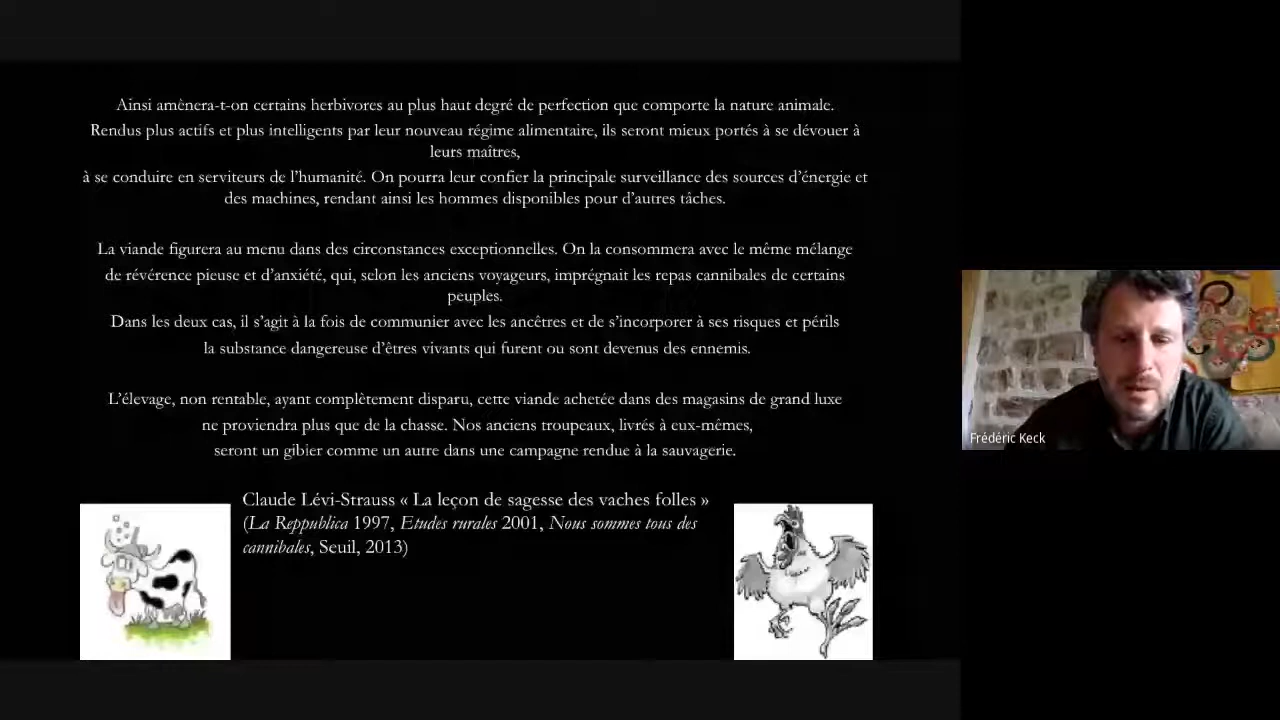 Ainsi amènera-t-on certains herbivores au plus haut degré de perfection que comporte la nature animale.
Rendus plus actifs et plus intelligents par leur nouveau régime alimentaire, ils seront mieux portés à se dévouer à
leurs maîtres,
à se conduire en serviteurs de l’humanité. On pourra leur confier la principale surveillance des sources d’énergie et
des machines, rendant ainsi les hommes disponibles pour d’autres tâches.
La viande figurera au menu dans des circonstances exceptionnelles. On la consommera avec le même mélange
de révérence pieuse et d’anxiété, qui, selon les anciens voyageurs, imprégnait les repas cannibales de certains
peuples.
Dans les deux cas, il s’agit à la fois de communier avec les ancêtres et de s’incorporer à ses risques et périls
la substance dangereuse d’êtres vivants qui furent ou sont devenus des ennemis.
L’élevage, non rentable, ayant complètement disparu, cette viande achetée dans des magasins de grand luxe
ne proviendra plus que de la chasse. Nos anciens troupeaux, livrés à eux-mêmes,
seront un gibier comme un autre dans une campagne rendue à la sauvagerie.
Claude Lévi-Strauss « La leçon de sagesse des vaches folles »
(La Reppublica 1997, Etudes rurales 2001, Nous sommes tous des
cannibales, Seuil, 2013)
Frédéric Keck